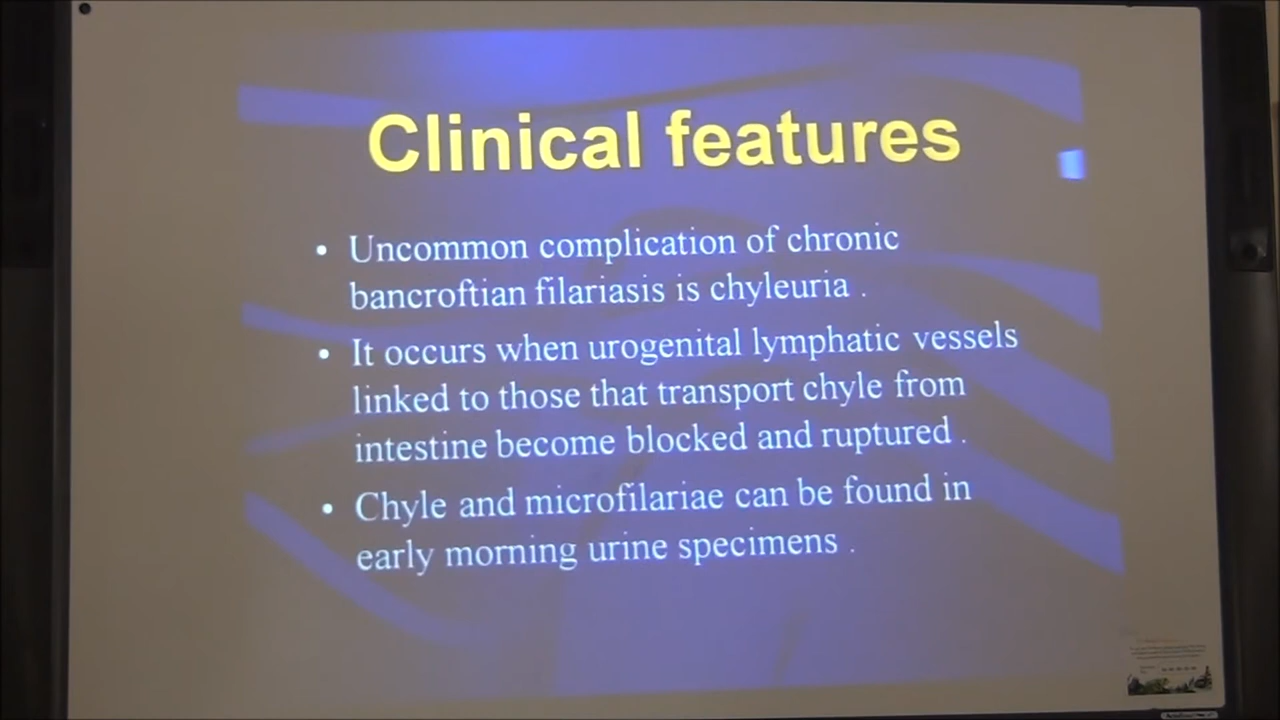 Clinical features
• Uncommon complication of chronic
bancroftian filariasis is chyleuria .
• It occurs when urogenital lymphatic vessels
linked to those that transport chyle from
intestine become blocked and ruptured .
• Chyle and microfilariae can be found in
early morning urine specimens .